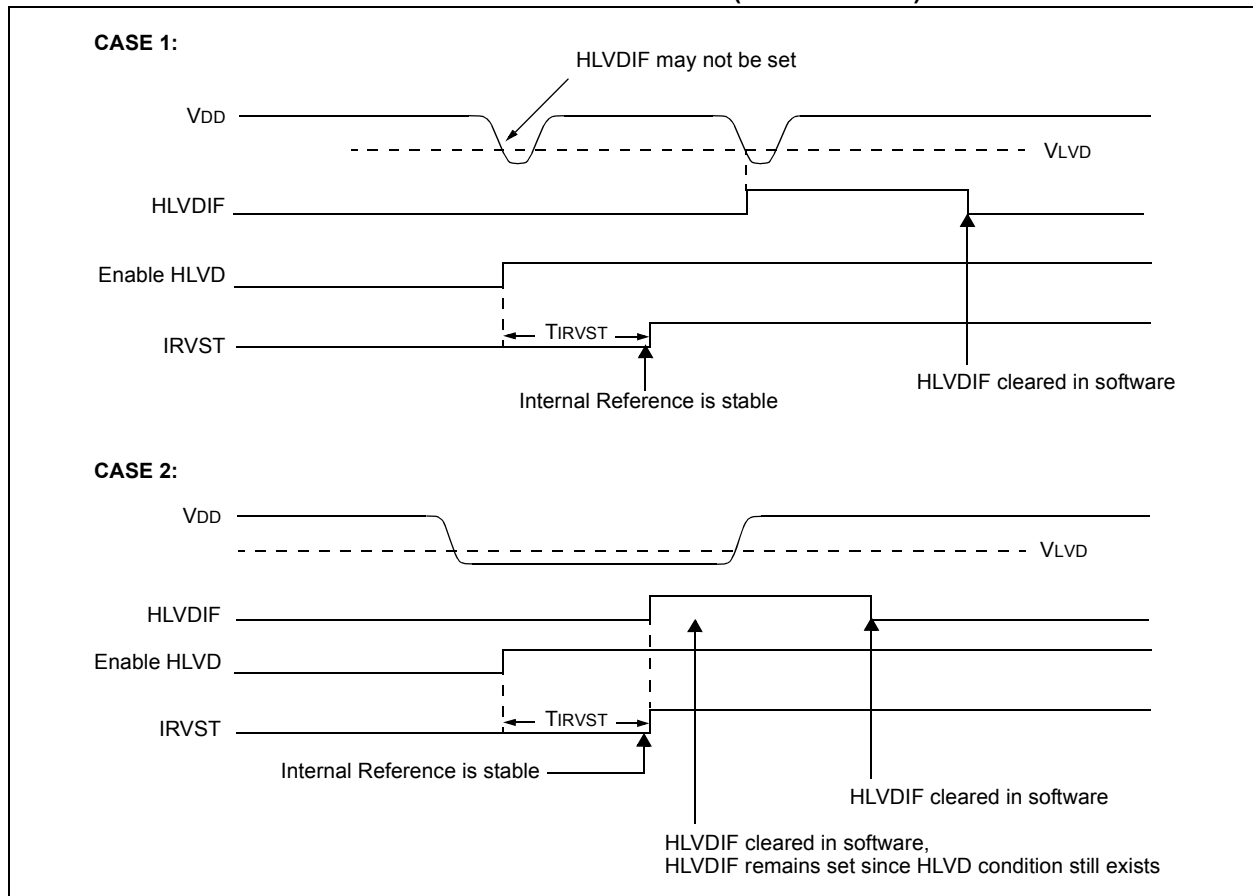 CASE 1:
HLVDIF may not be set
VDD
VLVD
HLVDIF
Enable HLVD
TIRVST
IRVST
HLVDIF cleared in software
Internal Reference is stable
CASE 2:
VDD
VLVD
HLVDIF
Enable HLVD
TIRVST
IRVST
Internal Reference is stable
HLVDIF cleared in software
HLVDIF cleared in software,
HLVDIF remains set since HLVD condition still exists